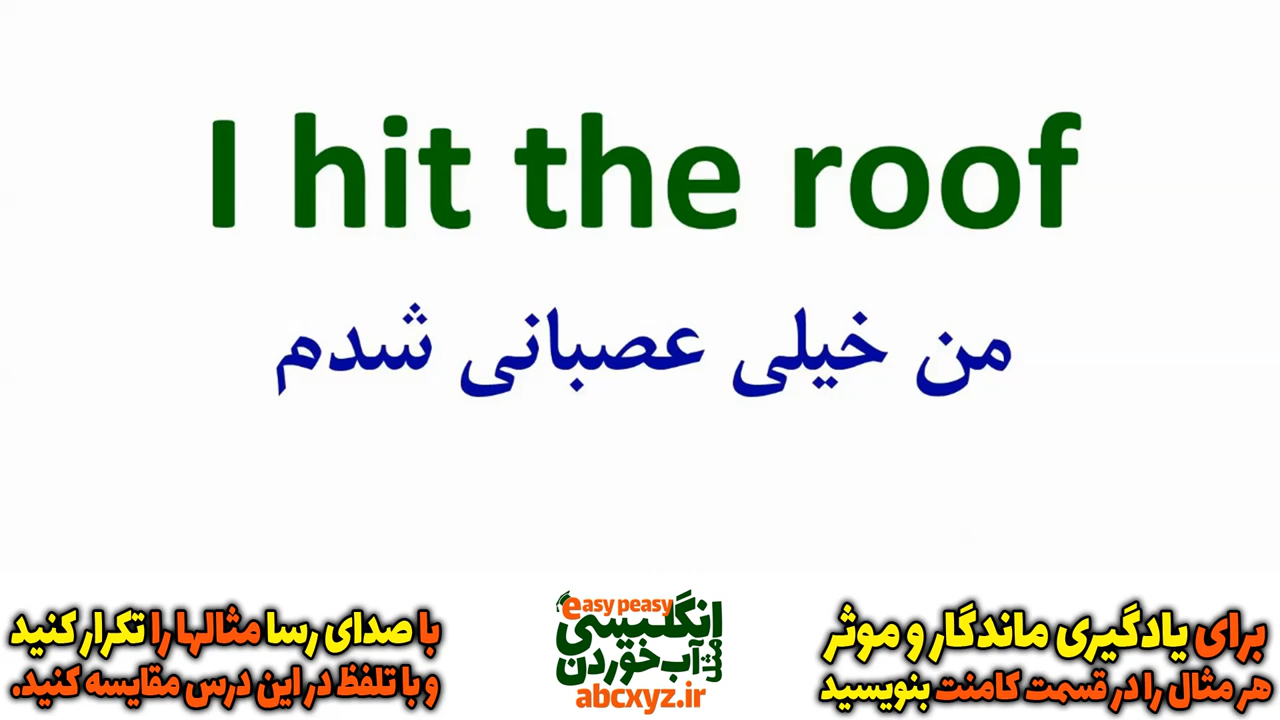 I hit the roof
من خیلی عصبانی شدم
برای یادگیری ماندگار و موثر
هر مثال را در قسمت کامنت بنویسید
easy peasy
انگلیسی
مثل
آب خوردن
abcxyz.ir
با صدای رسا مثالها را تکرار کنید
و با تلفظ در این درس مقایسه کنید.